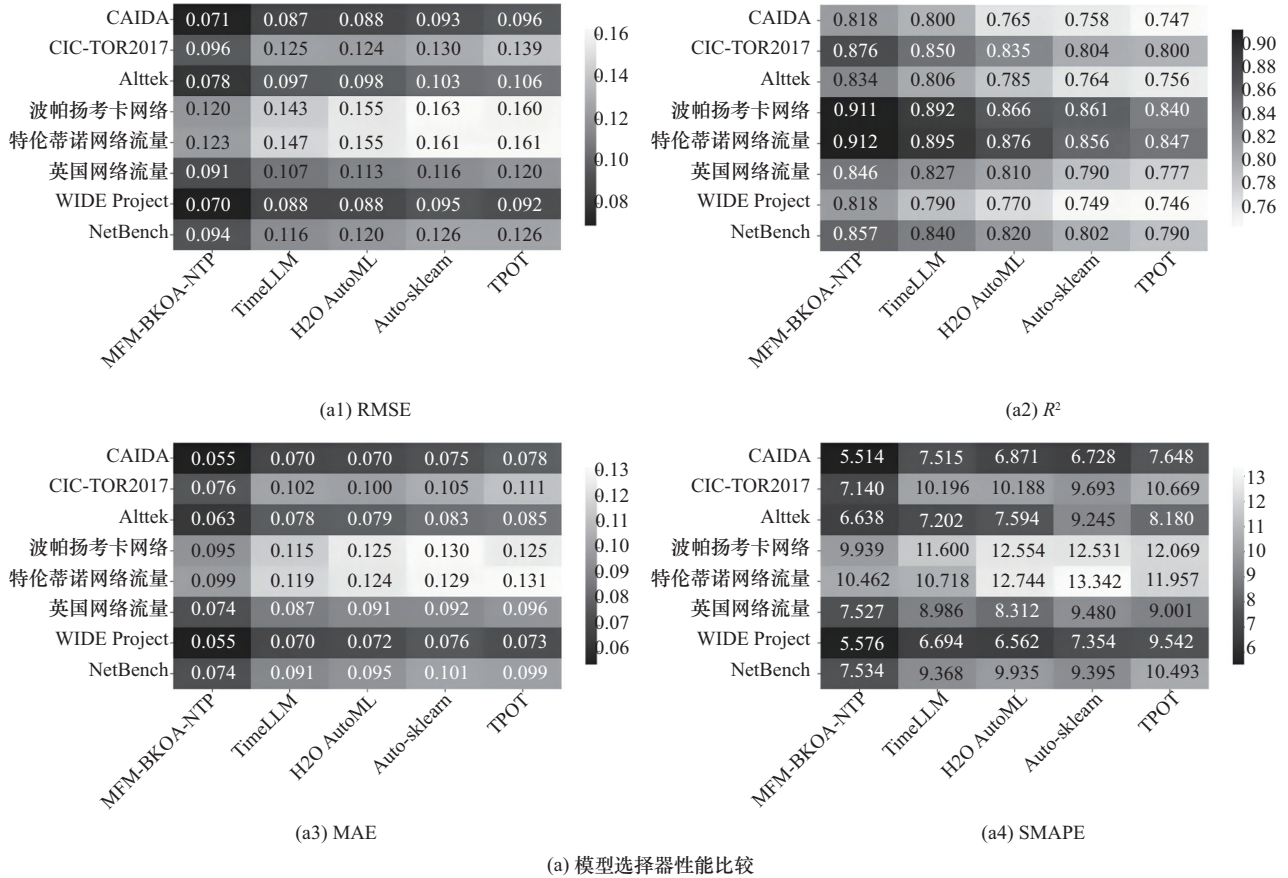 CAIDA 0.071 0.087 0.088 0.093 0.096
CIC-TOR2017 0.096 0.125 0.124 0.130 0.139
Alttek 0.078 0.097 0.098 0.103 0.106
波帕扬考卡网络 0.120 0.143 0.155 0.163 0.160
特伦蒂诺网络流量 0.123 0.147 0.155 0.161 0.161
英国网络流量 0.091 0.107 0.113 0.116 0.120
WIDE Project 0.070 0.088 0.088 0.095 0.092
NetBench 0.094 0.116 0.120 0.126 0.126
MFM-BKOA-NTP TimeLLM H2O AutoML Auto-sklearn TPOT
0.16
0.14
0.12
0.10
0.08
(a1) RMSE
CAIDA 0.818 0.800 0.765 0.758 0.747
CIC-TOR2017 0.876 0.850 0.835 0.804 0.800
Alttek 0.834 0.806 0.785 0.764 0.756
波帕扬考卡网络 0.911 0.892 0.866 0.861 0.840
特伦蒂诺网络流量 0.912 0.895 0.876 0.856 0.847
英国网络流量 0.846 0.827 0.810 0.790 0.777
WIDE Project 0.818 0.790 0.770 0.749 0.746
NetBench 0.857 0.840 0.820 0.802 0.790
MFM-BKOA-NTP TimeLLM H2O AutoML Auto-sklearn TPOT
0.90
0.88
0.86
0.84
0.82
0.80
0.78
0.76
(a2) R²
CAIDA 0.055 0.070 0.070 0.075 0.078
CIC-TOR2017 0.076 0.102 0.100 0.105 0.111
Alttek 0.063 0.078 0.079 0.083 0.085
波帕扬考卡网络 0.095 0.115 0.125 0.130 0.125
特伦蒂诺网络流量 0.099 0.119 0.124 0.129 0.131
英国网络流量 0.074 0.087 0.091 0.092 0.096
WIDE Project 0.055 0.070 0.072 0.076 0.073
NetBench 0.074 0.091 0.095 0.101 0.099
MFM-BKOA-NTP TimeLLM H2O AutoML Auto-sklearn TPOT
0.13
0.12
0.11
0.10
0.09
0.08
0.07
0.06
(a3) MAE
CAIDA 5.514 7.515 6.871 6.728 7.648
CIC-TOR2017 7.140 10.196 10.188 9.693 10.669
Alttek 6.638 7.202 7.594 9.245 8.180
波帕扬考卡网络 9.939 11.600 12.554 12.531 12.069
特伦蒂诺网络流量 10.462 10.718 12.744 13.342 11.957
英国网络流量 7.527 8.986 8.312 9.480 9.001
WIDE Project 5.576 6.694 6.562 7.354 9.542
NetBench 7.534 9.368 9.935 9.395 10.493
MFM-BKOA-NTP TimeLLM H2O AutoML Auto-sklearn TPOT
13
12
11
10
9
8
7
6
(a4) SMAPE
(a) 模型选择器性能比较